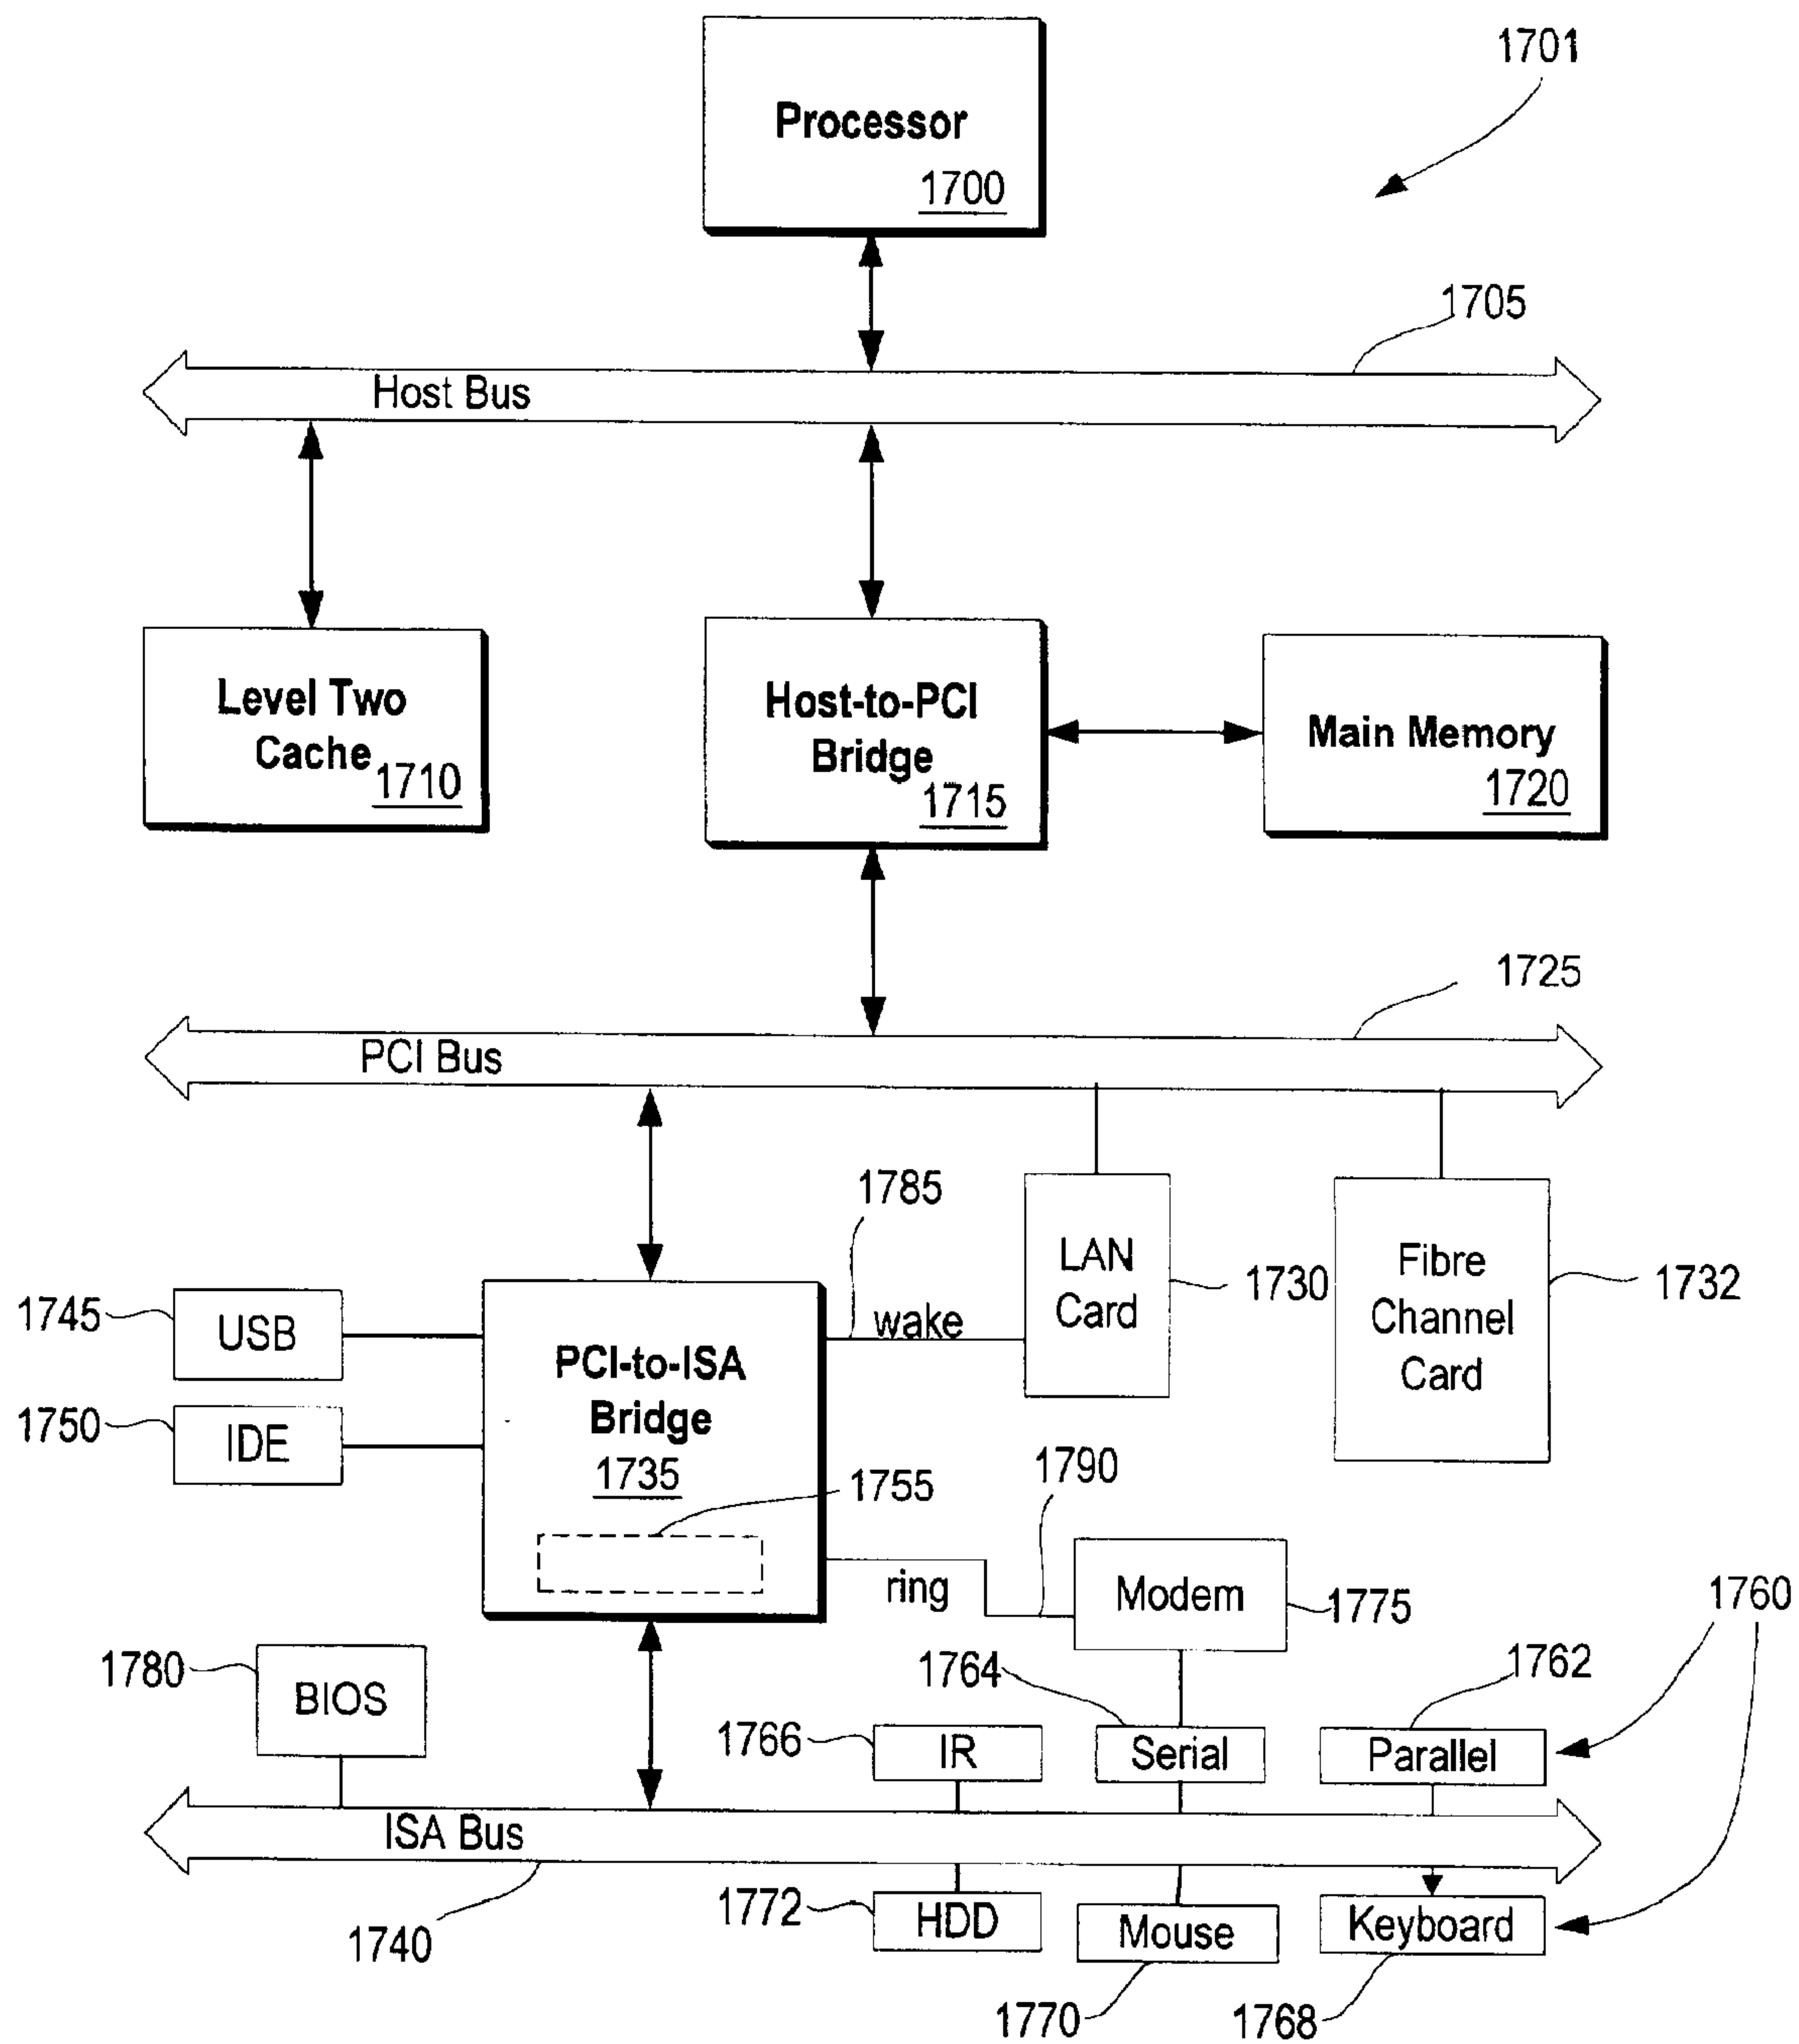 1701
Processor
1700
1705
Host Bus
Level Two
Cache
1710
Host-to-PCI
Bridge
1715
Main Memory
1720
1725
PCI Bus
1785
LAN
Card
1730
Fibre
Channel
Card
1732
1745
USB
wake
PCI-to-ISA
Bridge
1735
1750
IDE
1755
1790
ring
Modem
1775
1760
1780
BIOS
1764
1762
1766
IR
Serial
Parallel
ISA Bus
1740
1772
HDD
Mouse
Keyboard
1770
1768